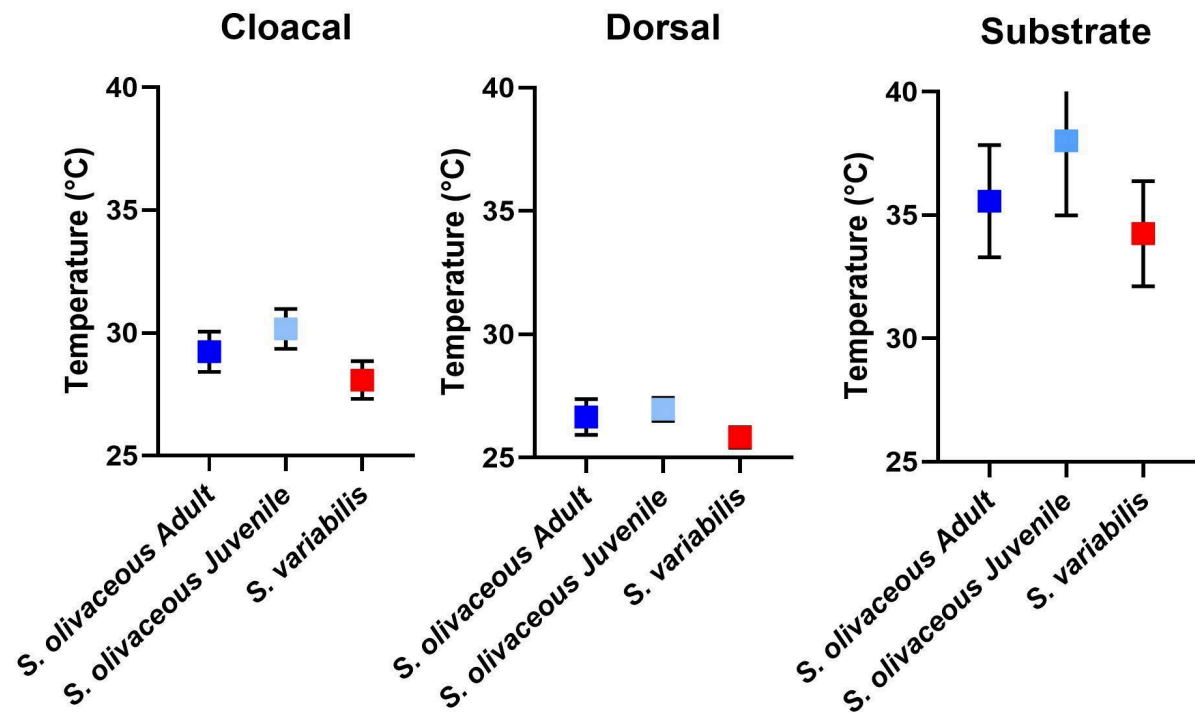 Cloacal
Temperature (°C)
40
35
30
25
S. olivaceous Adult
S. olivaceous Juvenile
S. variabilis
Dorsal
Temperature (°C)
40
35
30
25
S. olivaceous Adult
S. olivaceous Juvenile
S. variabilis
Substrate
Temperature (°C)
40
35
30
25
S. olivaceous Adult
S. olivaceous Juvenile
S. variabilis